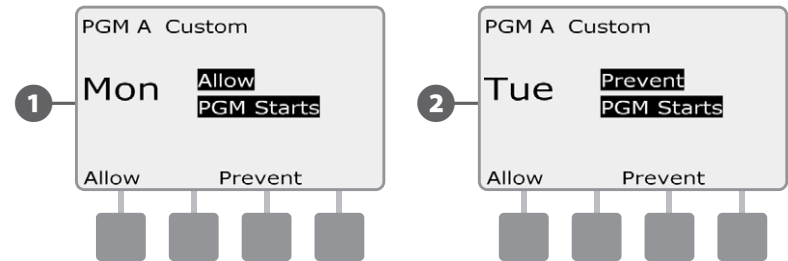 PGM A Custom
1
Mon
Allow
PGM Starts
Allow Prevent
PGM A Custom
2
Tue
Prevent
PGM Starts
Allow Prevent